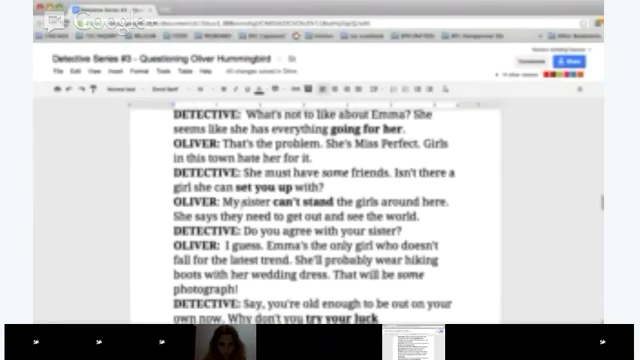 Google+
Detective Series #3 - Questioning Oliver Hummingbird
File Edit View Insert Format Tools Table Help All changes saved in Drive
Comments Share
DETECTIVE: What's not to like about Emma? She
seems like she has everything going for her.
OLIVER: That's the problem. She's Miss Perfect. Girls
in this town hate her for it.
DETECTIVE: She must have some friends. Isn't there a
girl she can set you up with?
OLIVER: My sister can't stand the girls around here.
She says they need to get out and see the world.
DETECTIVE: Do you agree with your sister?
OLIVER: I guess. Emma's the only girl who doesn't
fall for the latest trend. She'll probably wear hiking
boots with her wedding dress. That will be some
photograph!
DETECTIVE: Say, you're old enough to be out on your
own now. Why don't you try your luck